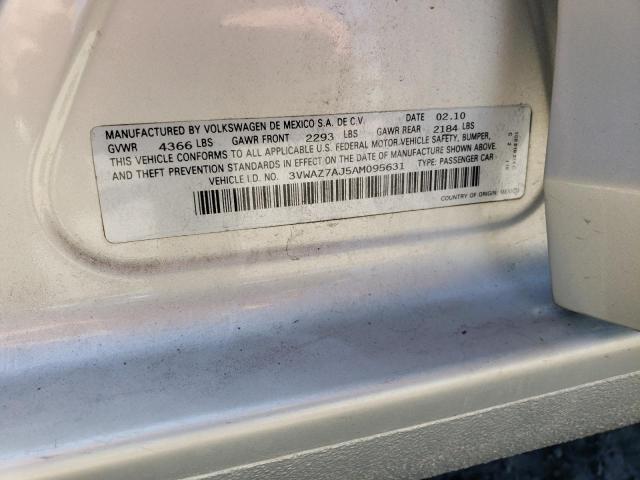 MANUFACTURED BY VOLKSWAGEN DE MEXICO S.A. DE C.V. DATE 02.10
GVWR 4366 LBS GAWR FRONT 2293 LBS GAWR REAR 2184 LBS
THIS VEHICLE CONFORMS TO ALL APPLICABLE U.S. FEDERAL MOTOR VEHICLE SAFETY, BUMPER,
AND THEFT PREVENTION STANDARDS IN EFFECT ON THE DATE OF MANUFACTURE SHOWN ABOVE.
VEHICLE I.D. NO. 3VWAZ7AJ5AM095631 TYPE: PASSENGER CAR
COUNTRY OF ORIGIN: MEXICO